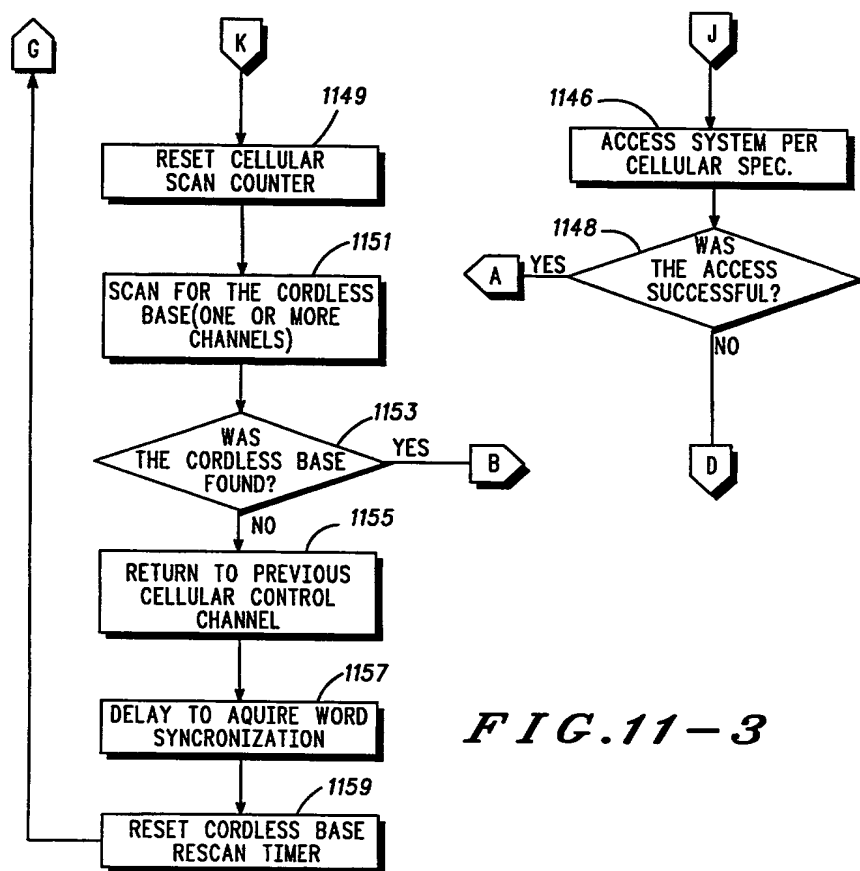 G
K
1149
RESET CELLULAR
SCAN COUNTER
1151
SCAN FOR THE CORDLESS
BASE(ONE OR MORE
CHANNELS)
1153
WAS
THE CORDLESS BASE
FOUND?
YES
B
NO
1155
RETURN TO PREVIOUS
CELLULAR CONTROL
CHANNEL
1157
DELAY TO AQUIRE WORD
SYNCRONIZATION
1159
RESET CORDLESS BASE
RESCAN TIMER
J
1146
ACCESS SYSTEM PER
CELLULAR SPEC.
1148
WAS
THE ACCESS
SUCCESSFUL?
YES
A
NO
D
FIG.11-3